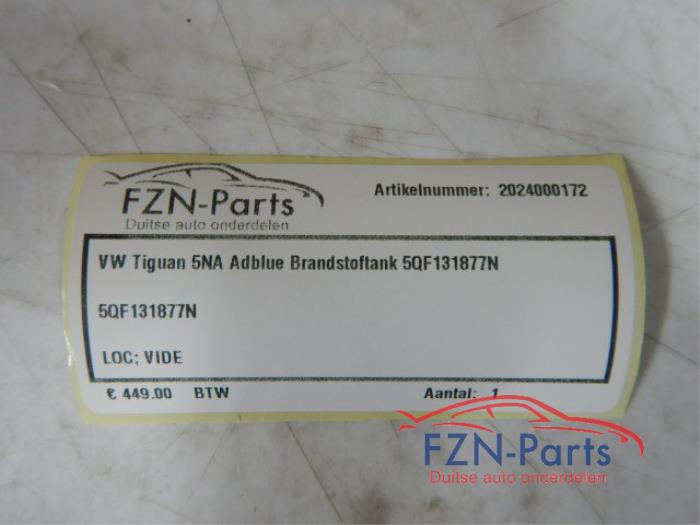 FZN-Parts
Duitse auto onderdelen
Artikelnummer: 2024000172
VW Tiguan 5NA Adblue Brandstoftank 5QF131877N
5QF131877N
LOC; VIDE
€ 449.00 BTW
Aantal: 1
FZN-Parts
Duitse auto onderdelen